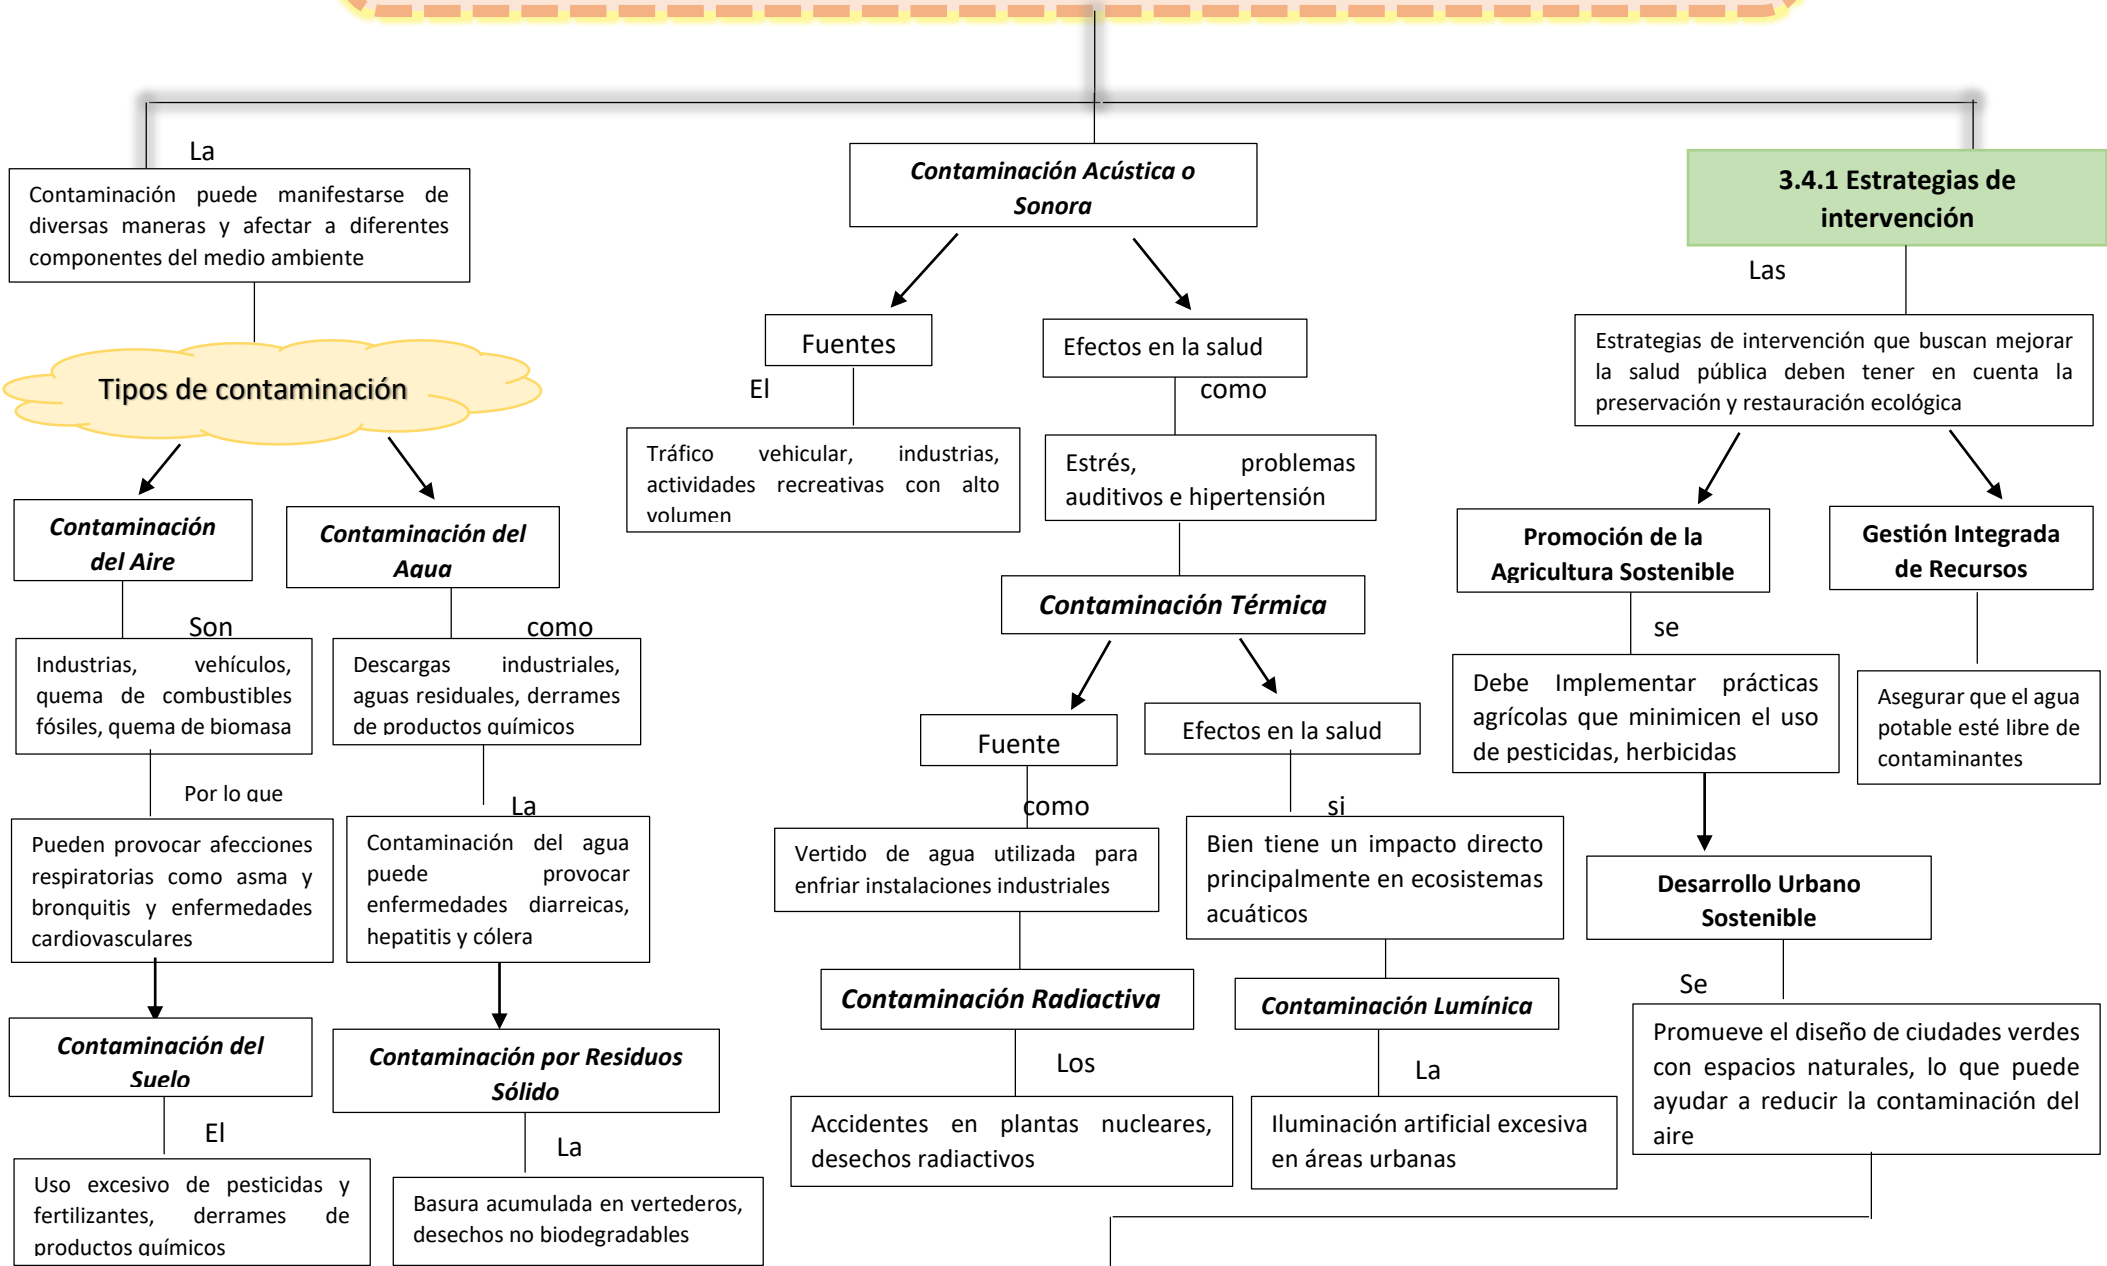 La
Contaminación puede manifestarse de
diversas maneras y afectar a diferentes
componentes del medio ambiente
Tipos de contaminación
Contaminación
del Aire
Son
Industrias, vehículos,
quema de combustibles
fósiles, quema de biomasa
Por lo que
Pueden provocar afecciones
respiratorias como asma y
bronquitis y enfermedades
cardiovasculares
Contaminación del
Suelo
El
Uso excesivo de pesticidas y
fertilizantes, derrames de
productos químicos
Contaminación del
Agua
como
Descargas industriales,
aguas residuales, derrames
de productos químicos
La
Contaminación del agua
puede provocar
enfermedades diarreicas,
hepatitis y cólera
Contaminación por Residuos
Sólido
La
Basura acumulada en vertederos,
desechos no biodegradables
Contaminación Acústica o
Sonora
Fuentes
El
Tráfico vehicular, industrias,
actividades recreativas con alto
volumen
Efectos en la salud
como
Estrés, problemas
auditivos e hipertensión
Contaminación Térmica
Fuente
como
Vertido de agua utilizada para
enfriar instalaciones industriales
Efectos en la salud
si
Bien tiene un impacto directo
principalmente en ecosistemas
acuáticos
Contaminación Radiactiva
Los
Accidentes en plantas nucleares,
desechos radiactivos
Contaminación Lumínica
La
Iluminación artificial excesiva
en áreas urbanas
3.4.1 Estrategias de
intervención
Las
Estrategias de intervención que buscan mejorar
la salud pública deben tener en cuenta la
preservación y restauración ecológica
Promoción de la
Agricultura Sostenible
se
Debe Implementar prácticas
agrícolas que minimicen el uso
de pesticidas, herbicidas
Gestión Integrada
de Recursos
Asegurar que el agua
potable esté libre de
contaminantes
Desarrollo Urbano
Sostenible
Se
Promueve el diseño de ciudades verdes
con espacios naturales, lo que puede
ayudar a reducir la contaminación del
aire